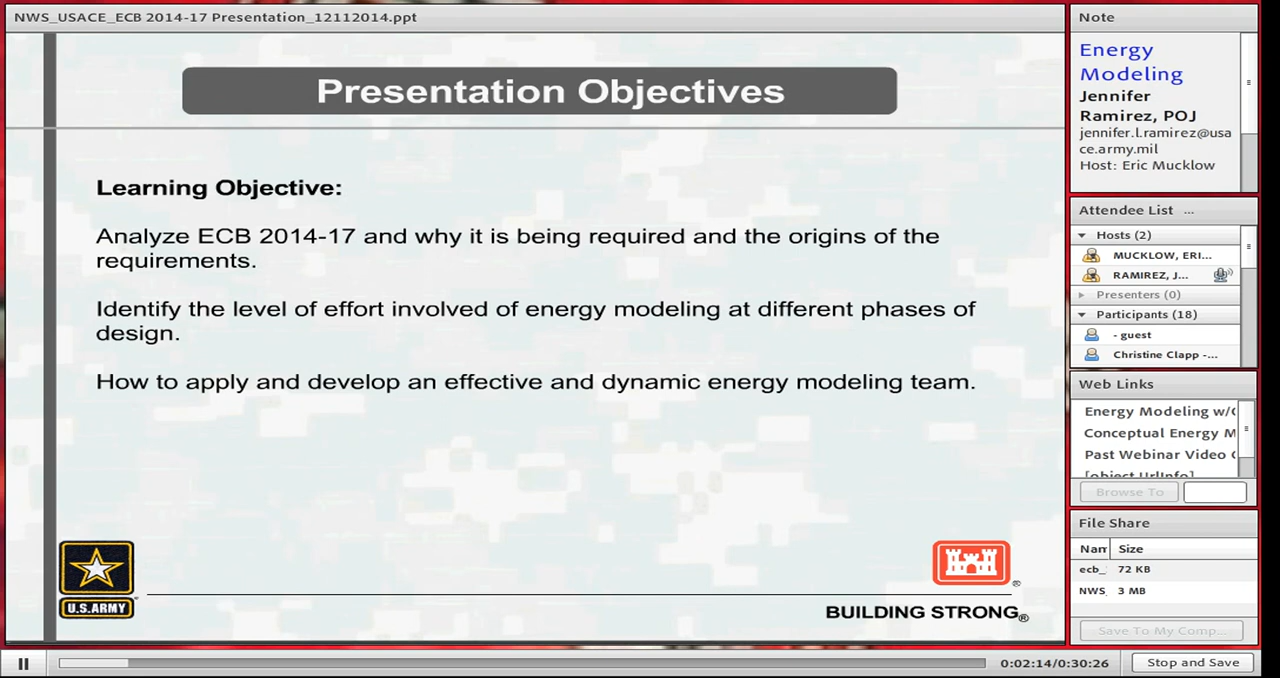 NWS_USACE_ECB 2014-17 Presentation_12112014.ppt
Presentation Objectives
Learning Objective:
Analyze ECB 2014-17 and why it is being required and the origins of the
requirements.
Identify the level of effort involved of energy modeling at different phases of
design.
How to apply and develop an effective and dynamic energy modeling team.
U.S.ARMY
BUILDING STRONG®
Note
Energy
Modeling
Jennifer
Ramirez, POJ
jennifer.l.ramirez@usa
ce.army.mil
Host: Eric Mucklow
Attendee List ...
Hosts (2)
MUCKLOW, ERI...
RAMIREZ, J...
Presenters (0)
Participants (18)
- guest
Christine Clapp -...
Web Links
Energy Modeling w/
Conceptual Energy M
Past Webinar Video
[object UrlInfo]
Browse To
File Share
Nam Size
ecb_ 72 KB
NWS_ 3 MB
Save To My Comp...
0:02:14/0:30:26
Stop and Save